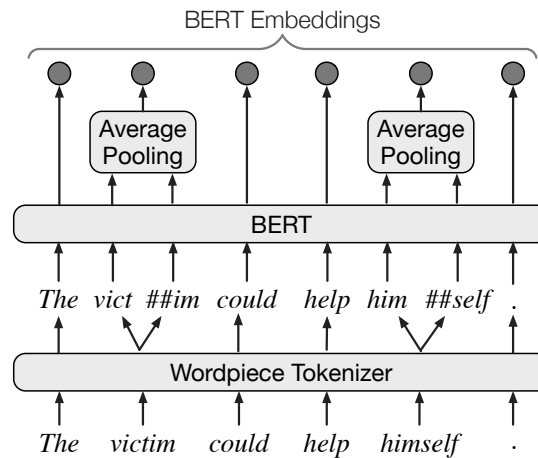 BERT Embeddings
Average Pooling
Average Pooling
BERT
The vict ##im could help him ##self .
Wordpiece Tokenizer
The victim could help himself .